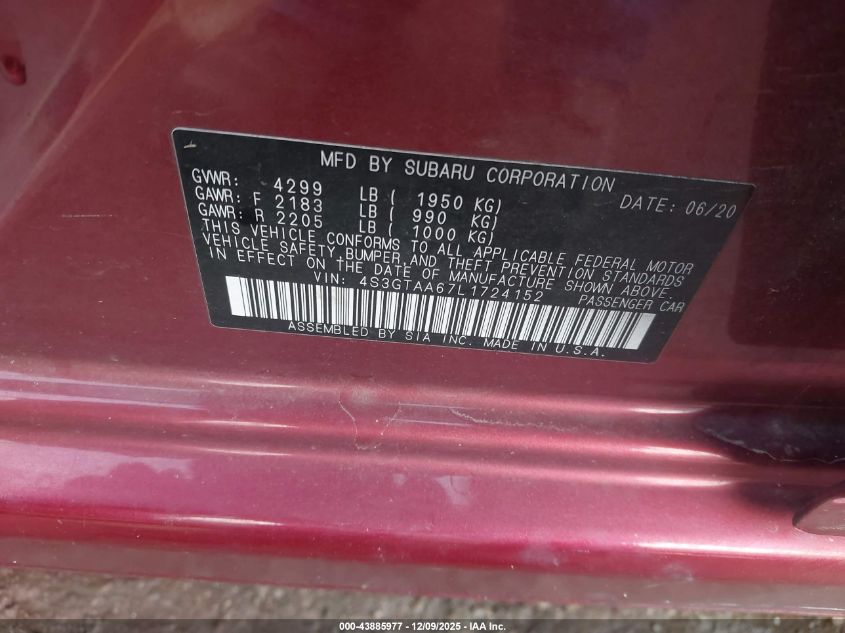 MFD BY SUBARU CORPORATION
GVWR: 4299 LB ( 1950 KG) DATE: 06/20
GAWR: F 2183 LB ( 990 KG)
GAWR: R 2205 LB ( 1000 KG)
THIS VEHICLE CONFORMS TO ALL APPLICABLE FEDERAL MOTOR
VEHICLE SAFETY, BUMPER, AND THEFT PREVENTION STANDARDS
IN EFFECT ON THE DATE OF MANUFACTURE SHOWN ABOVE.
VIN: 4S3GTAA67L1724152 PASSENGER CAR
ASSEMBLED BY SIA INC. MADE IN U.S.A.
000-43885977 - 12/09/2025 - IAA Inc.